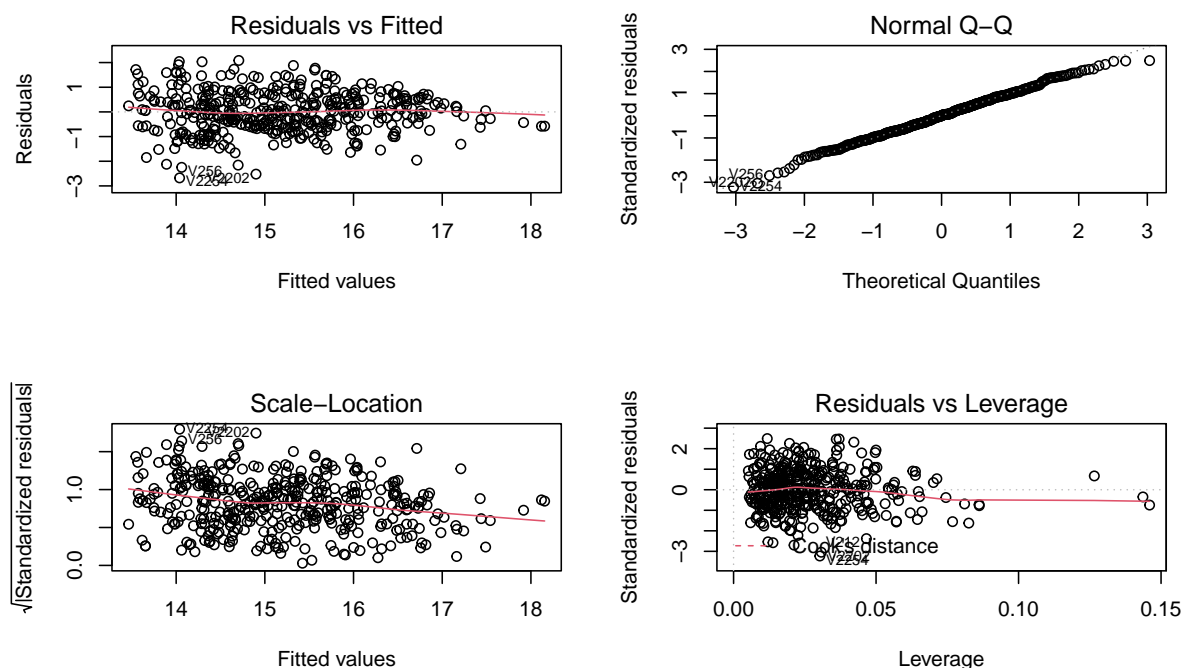 Residuals vs Fitted
Residuals
1
−1
−3
V256
V2254
V2202
14 15 16 17 18
Fitted values
Normal Q−Q
Standardized residuals
3
1
−1
−3
V256
V2202
V2254
−3 −2 −1 0 1 2 3
Theoretical Quantiles
Scale−Location
√|Standardized residuals|
1.0
0.0
V2254
V2202
V256
14 15 16 17 18
Fitted values
Residuals vs Leverage
Standardized residuals
2
0
−3
Cook's distance
V2202
V2254
0.00 0.05 0.10 0.15
Leverage